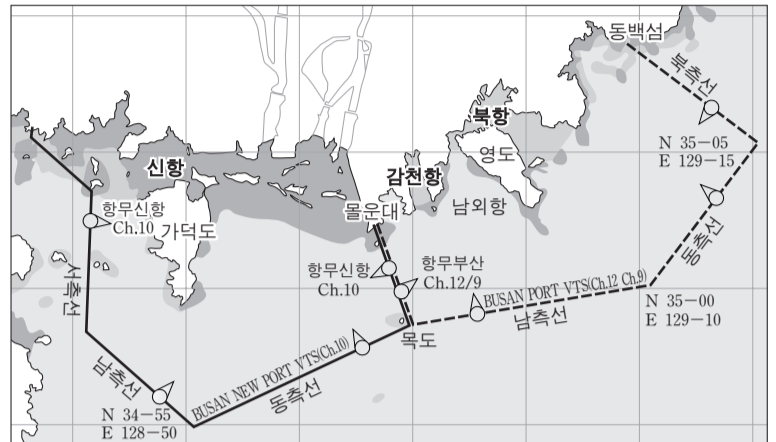 동백섬
북측선
북항
N 35-05
E 129-15
영도
신항
감천항
항무신항
Ch.10
가덕도
몰운대
남외항
동측선
서측선
항무신항
Ch.10
항무부산
Ch.12/9
BUSAN PORT VTS(Ch.12 Ch.9)
남측선
N 35-00
E 129-10
목도
남측선
BUSAN NEW PORT VTS(Ch.10)
동측선
N 34-55
E 128-50